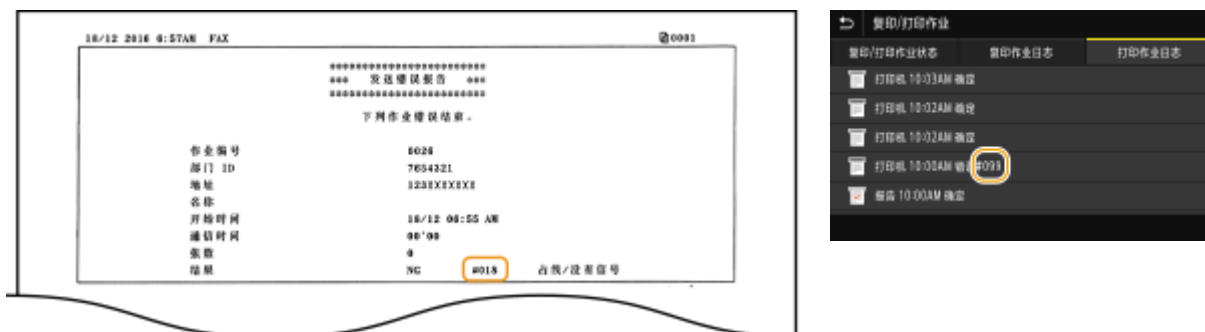 18/12 2016 6:57AM FAX 0001
************************
*** 发送错误报告 ***
************************
下列作业错误结束。
作业编号 0026
部门 ID 7654321
地址 123XXXXXXX
名称
开始时间 18/12 06:55 AM
通信时间 00'00
张数 0
结果 NG #018 占线/没有信号
复印/打印作业
复印/打印作业状态 复印作业日志 打印作业日志
打印机 10:03AM 确定
打印机 10:02AM 确定
打印机 10:02AM 确定
打印机 10:00AM 错误 #099
报告 10:00AM 确定